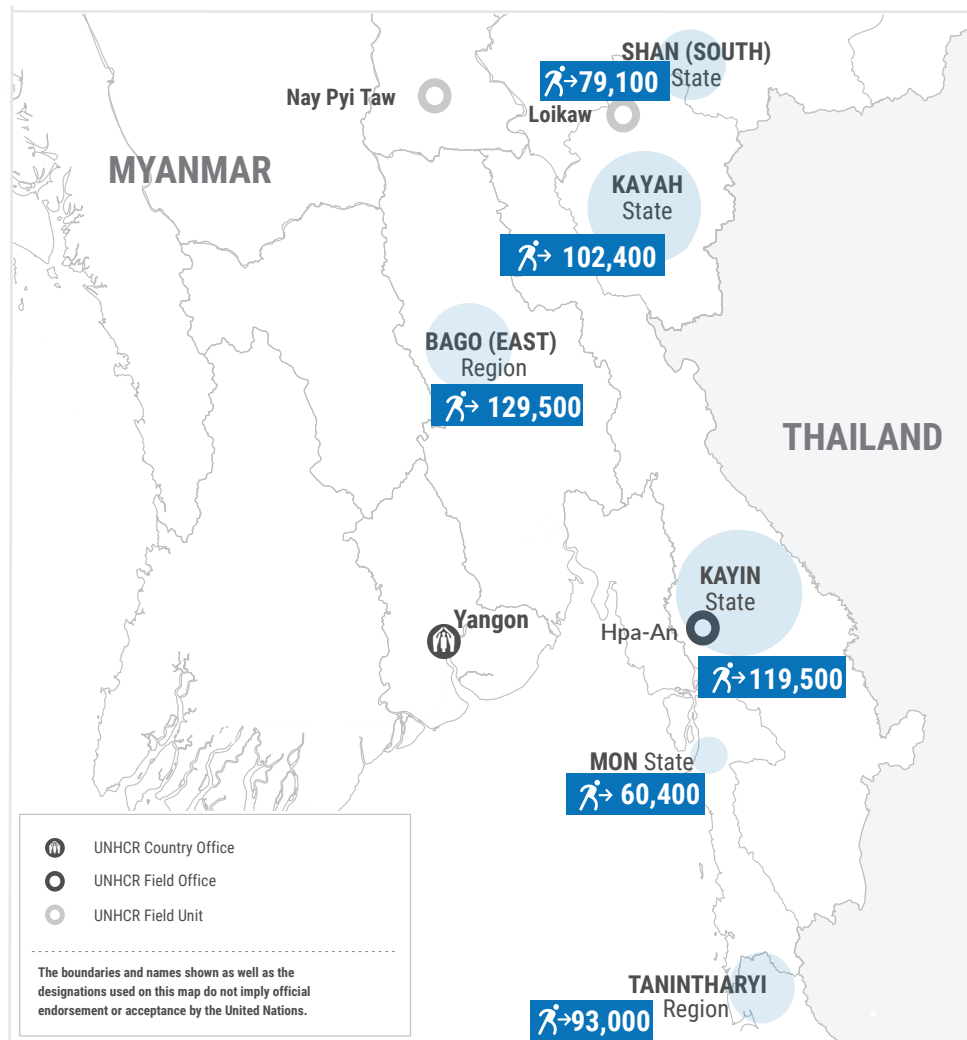 SHAN (SOUTH)
State
79,100
Nay Pyi Taw
Loikaw
MYANMAR
KAYAH
State
102,400
BAGO (EAST)
Region
129,500
THAILAND
KAYIN
State
Yangon
Hpa-An
119,500
MON State
60,400
UNHCR Country Office
UNHCR Field Office
UNHCR Field Unit
The boundaries and names shown as well as the
designations used on this map do not imply official
endorsement or acceptance by the United Nations.
TANINTHARYI
Region
93,000